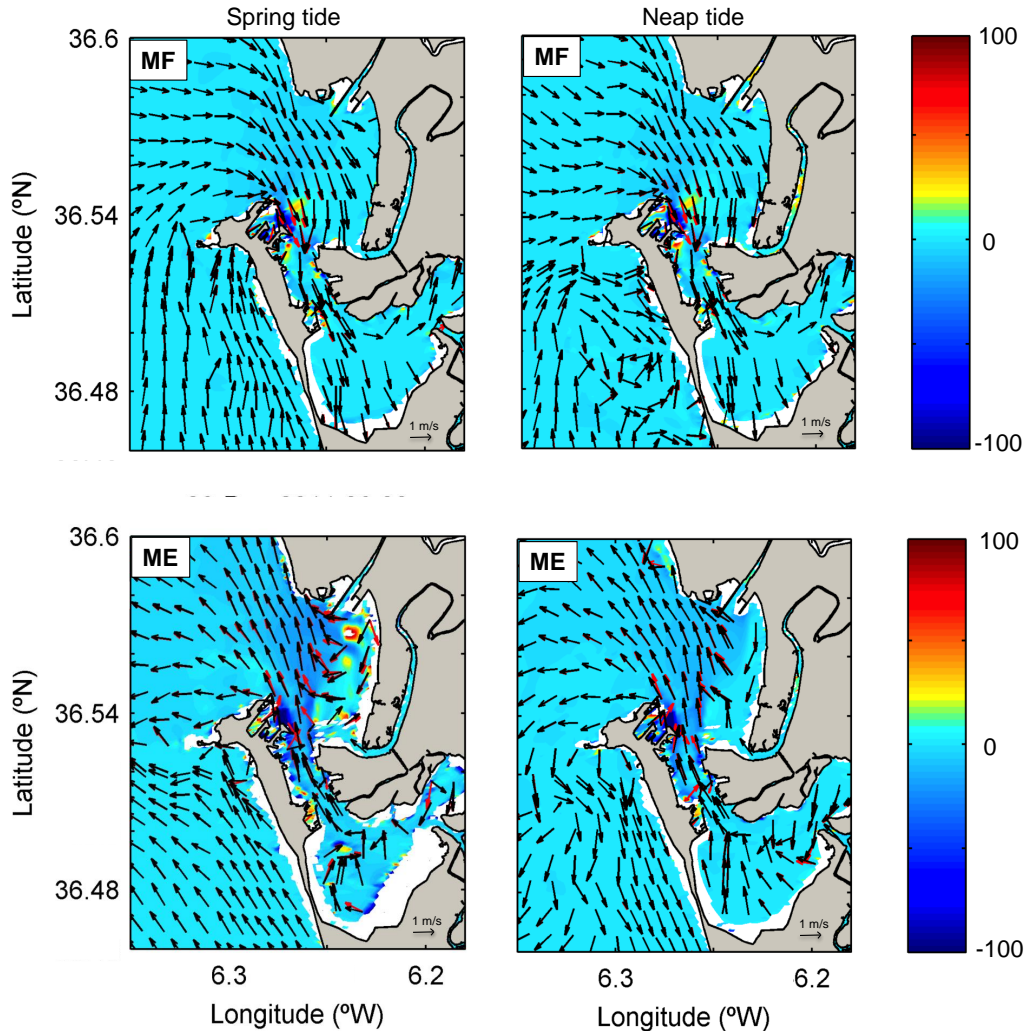 Spring tide
Neap tide
36.6
MF
MF
100
36.54
0
Latitude (ºN)
36.48
1 m/s
1 m/s
-100
36.6
ME
ME
100
36.54
0
Latitude (ºN)
36.48
1 m/s
1 m/s
-100
6.3
6.2
6.3
6.2
Longitude (ºW)
Longitude (ºW)